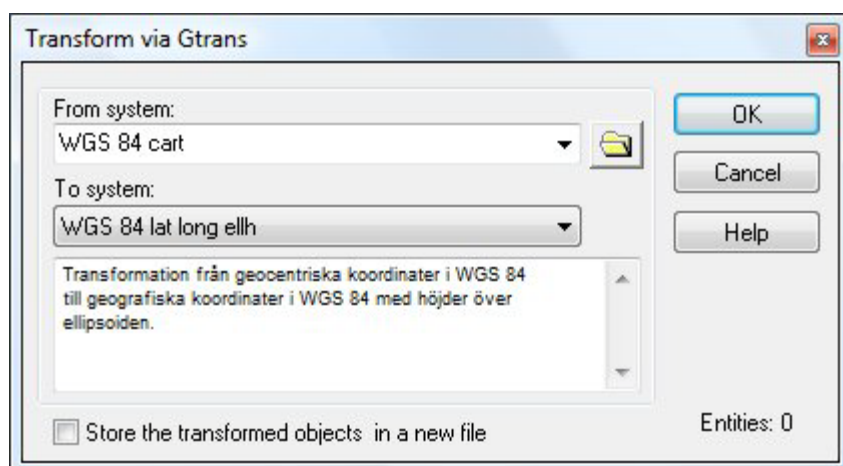 Transform via Gtrans
From system:
WGS 84 cart
To system:
WGS 84 lat long ellh
Transformation från geocentriska koordinater i WGS 84
till geografiska koordinater i WGS 84 med höjder över
ellipsoiden.
Store the transformed objects in a new file
OK
Cancel
Help
Entities: 0